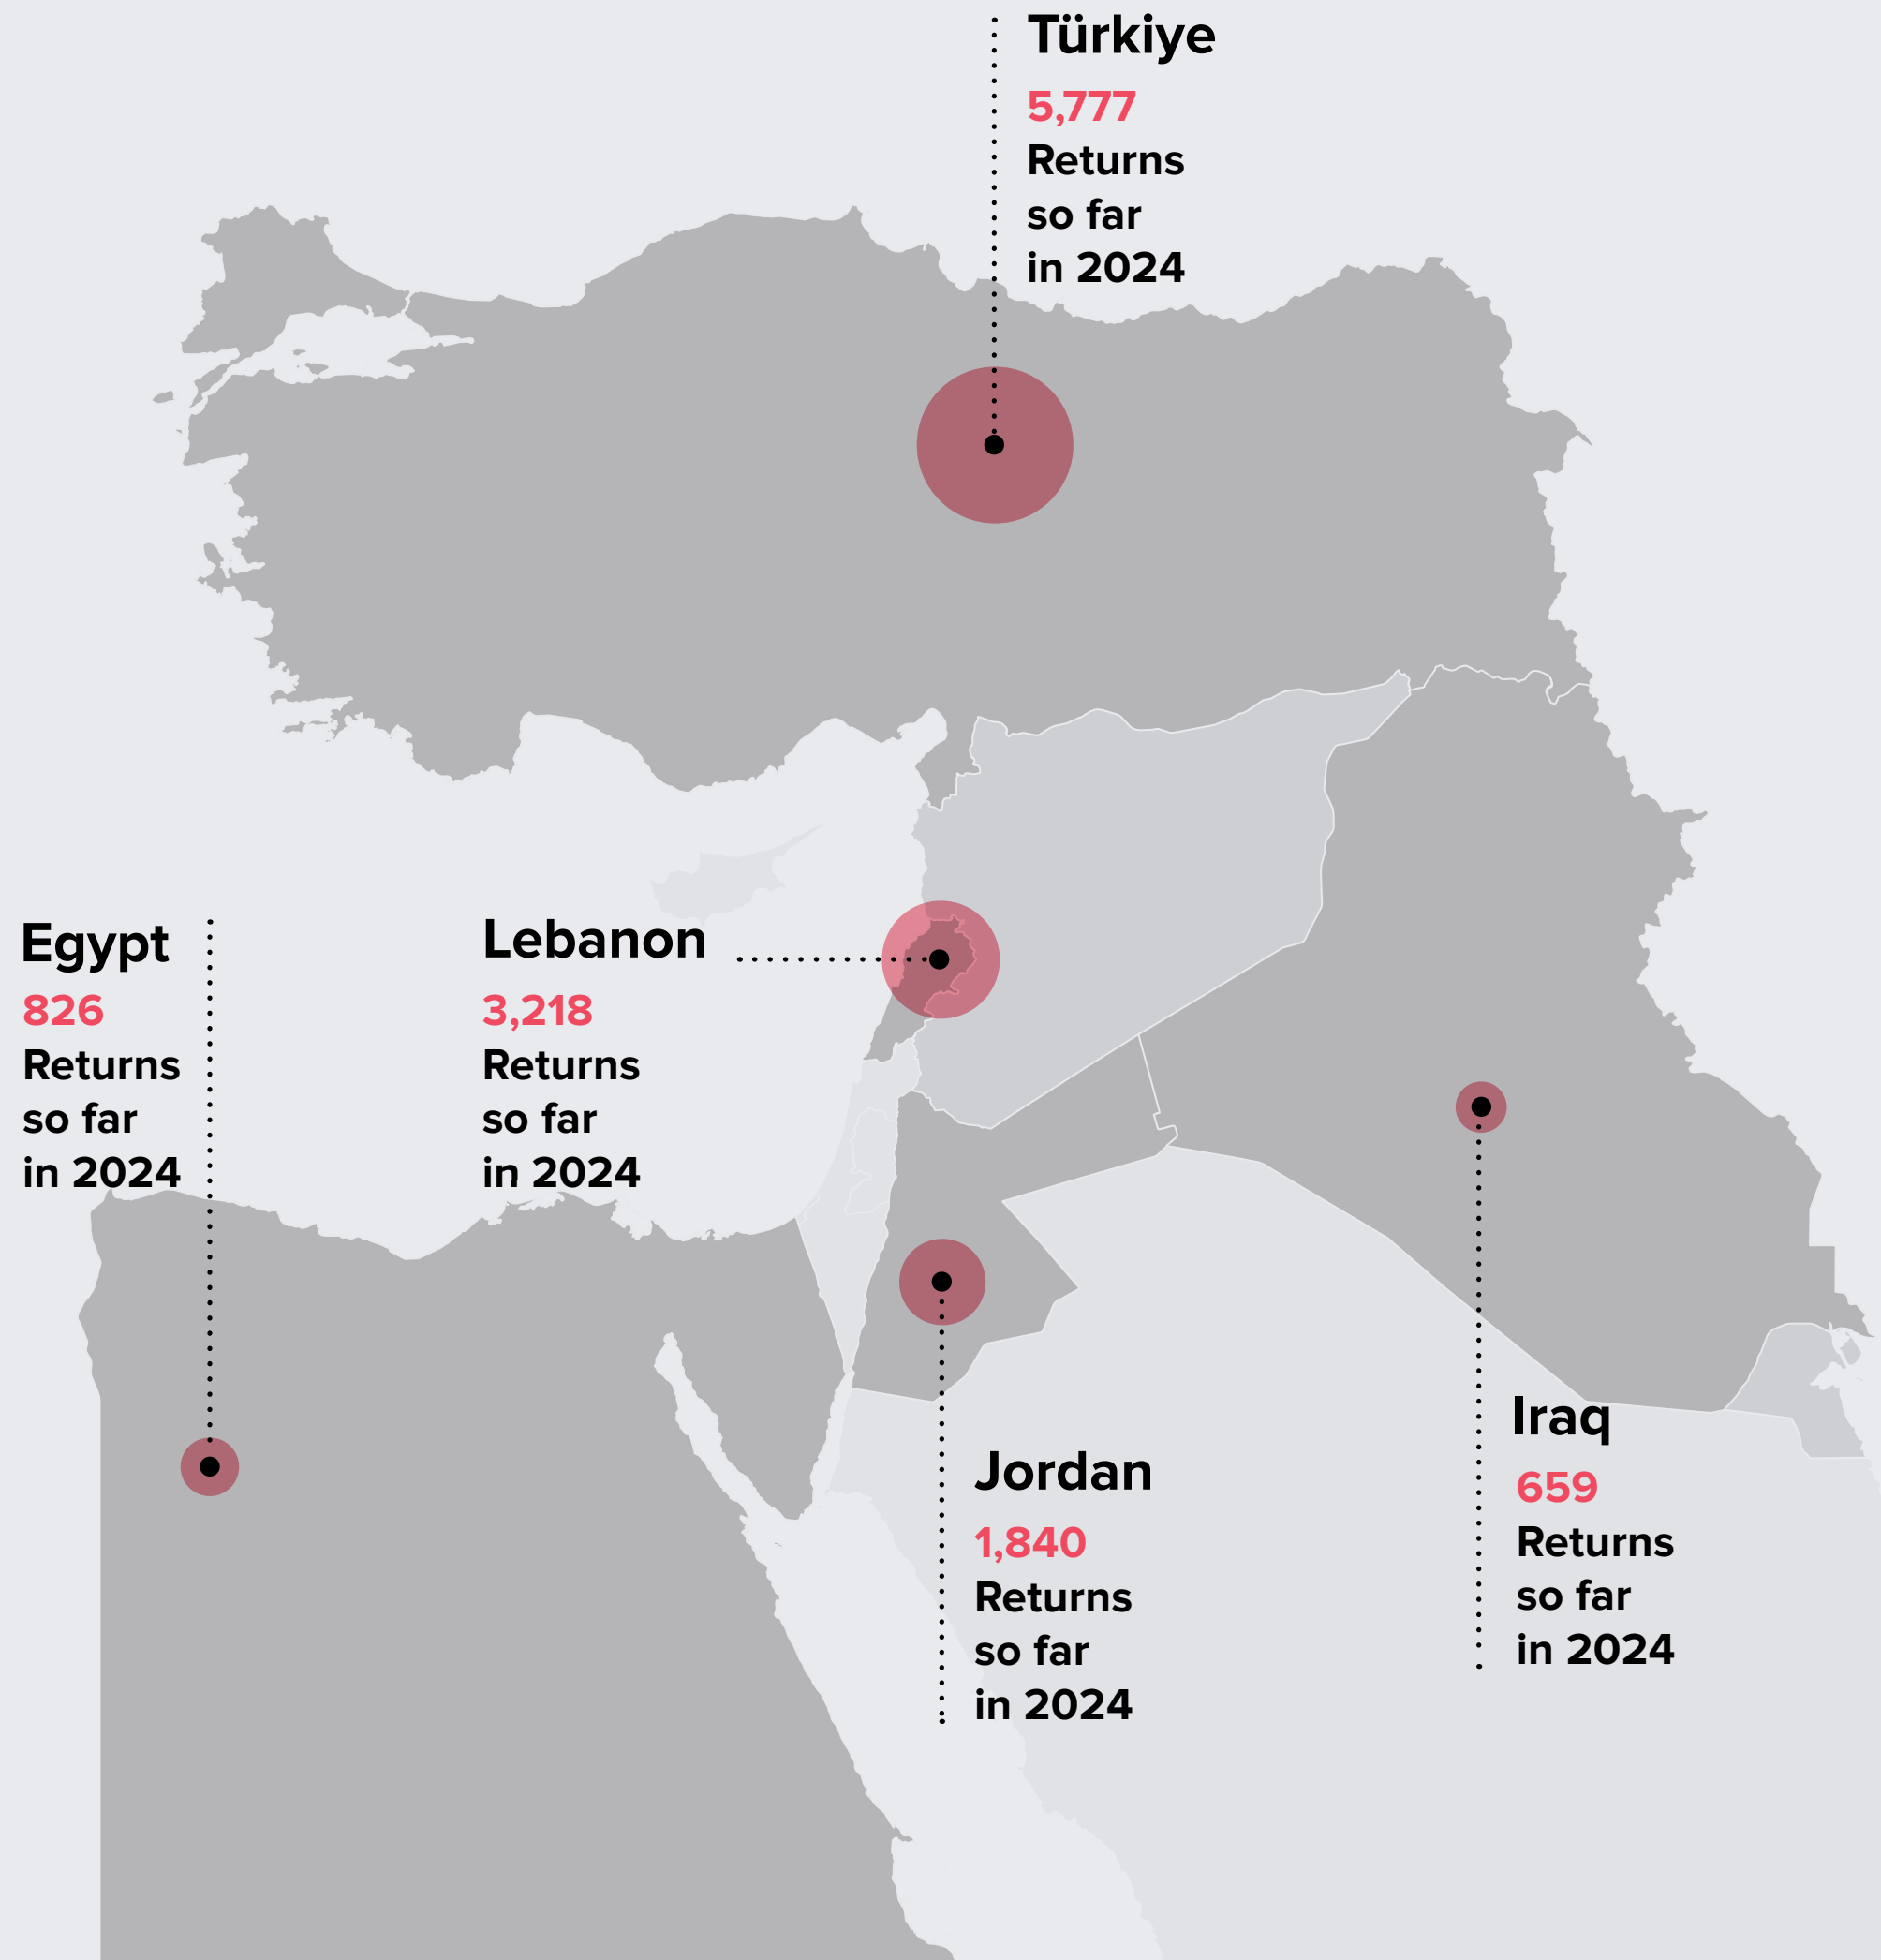 Türkiye
5,777
Returns
so far
in 2024
Egypt
826
Returns
so far
in 2024
Lebanon
3,218
Returns
so far
in 2024
Jordan
1,840
Returns
so far
in 2024
Iraq
659
Returns
so far
in 2024